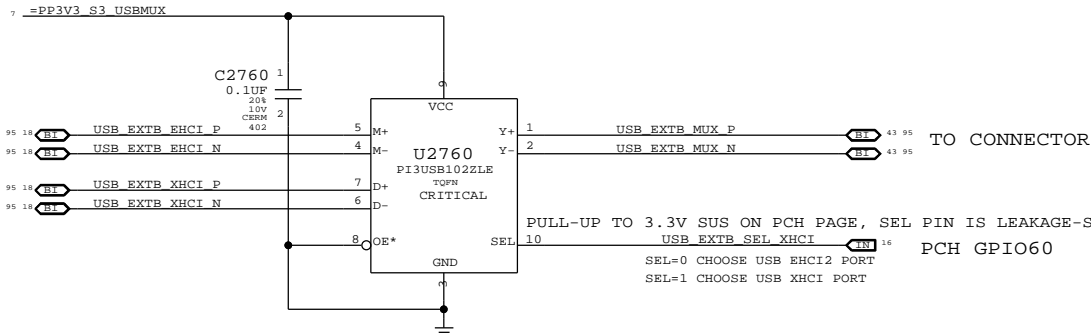 7 =PP3V3_S3_USBMUX
C2760 1
0.1UF
20%
10V
CERM
402
2
9
VCC
95 18 BI USB_EXTB_EHCI_P 5 M+
95 18 BI USB_EXTB_EHCI_N 4 M-
95 18 BI USB_EXTB_XHCI_P 7 D+
95 18 BI USB_EXTB_XHCI_N 6 D-
8 OE*
U2760
PI3USB102ZLE
TQFN
CRITICAL
Y+ 1 USB_EXTB_MUX_P BI 43 95
Y- 2 USB_EXTB_MUX_N BI 43 95
TO CONNECTOR
PULL-UP TO 3.3V SUS ON PCH PAGE, SEL PIN IS LEAKAGE-S
SEL 10 USB_EXTB_SEL_XHCI IN 16
PCH GPIO60
SEL=0 CHOOSE USB EHCI2 PORT
SEL=1 CHOOSE USB XHCI PORT
GND
3